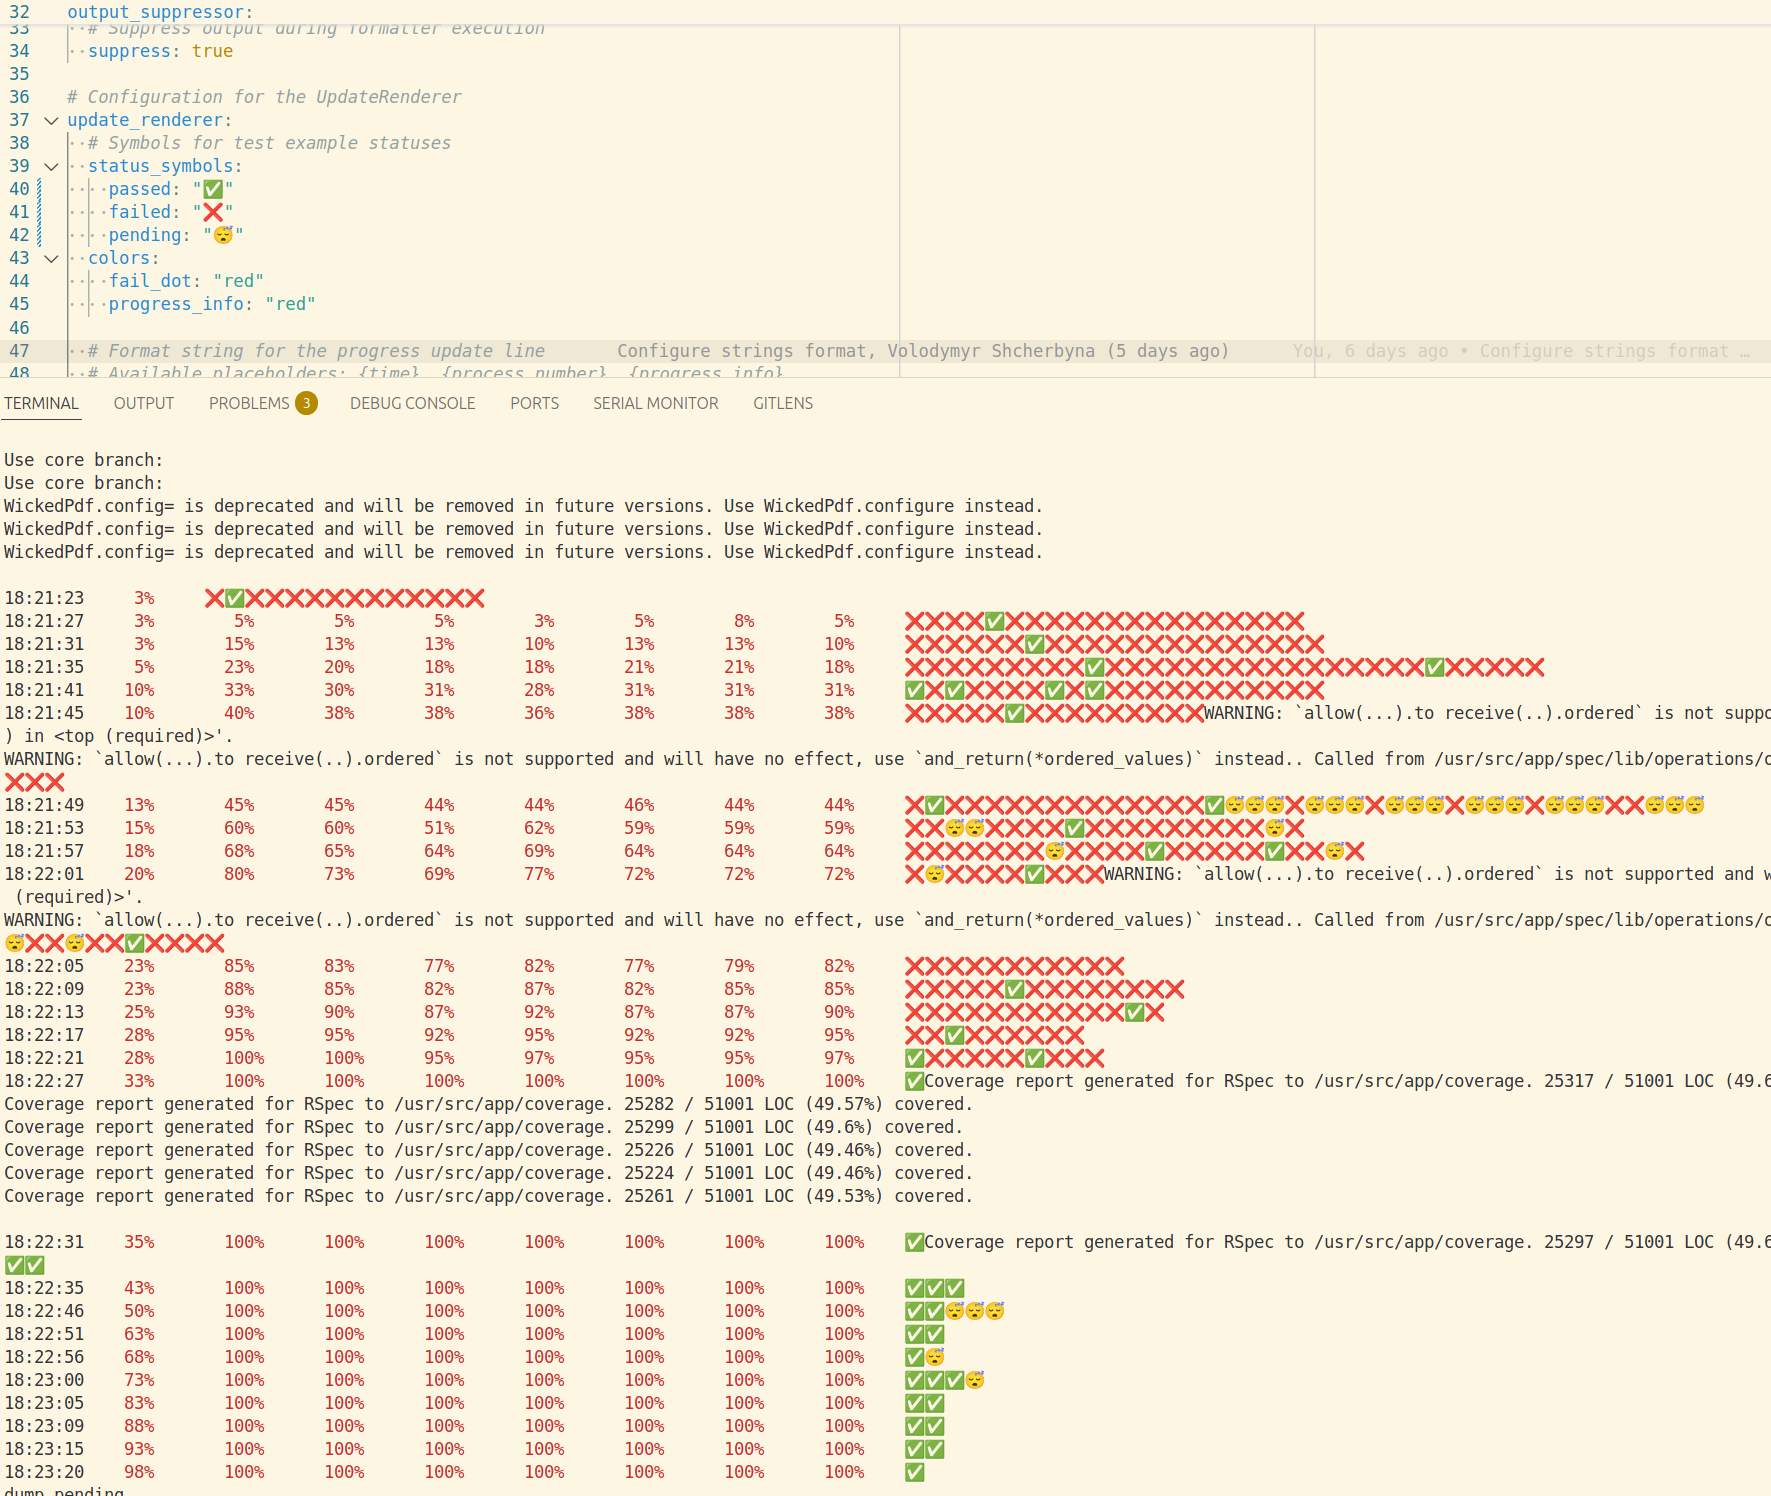 32 output_suppressor:
33 # Suppress output during formatter execution
34 suppress: true
35
36 # Configuration for the UpdateRenderer
37 update_renderer:
38 # Symbols for test example statuses
39 status_symbols:
40 passed: "✅"
41 failed: "❌"
42 pending: "😴"
43 colors:
44 fail_dot: "red"
45 progress_info: "red"
46
47 # Format string for the progress update line Configure strings format, Volodymyr Shcherbyna (5 days ago) You, 6 days ago • Configure strings format …
48 # Available placeholders: {time}, {process_number}, {progress_info}
TERMINAL OUTPUT PROBLEMS 3 DEBUG CONSOLE PORTS SERIAL MONITOR GITLENS
Use core branch:
Use core branch:
WickedPdf.config= is deprecated and will be removed in future versions. Use WickedPdf.configure instead.
WickedPdf.config= is deprecated and will be removed in future versions. Use WickedPdf.configure instead.
WickedPdf.config= is deprecated and will be removed in future versions. Use WickedPdf.configure instead.
18:21:23 3% ❌✅❌❌❌❌❌❌❌❌❌❌❌❌
18:21:27 3% 5% 5% 5% 3% 5% 8% 5% ❌❌❌❌✅❌❌❌❌❌❌❌❌❌❌❌❌❌❌❌
18:21:31 3% 15% 13% 13% 10% 13% 13% 10% ❌❌❌❌❌❌✅❌❌❌❌❌❌❌❌❌❌❌❌❌❌
18:21:35 5% 23% 20% 18% 18% 21% 21% 18% ❌❌❌❌❌❌❌❌❌✅❌❌❌❌❌❌❌❌❌❌❌❌❌❌❌❌✅❌❌❌❌❌
18:21:41 10% 33% 30% 31% 28% 31% 31% 31% ✅❌✅❌❌❌❌✅❌✅❌❌❌❌❌❌❌❌❌❌❌
18:21:45 10% 40% 38% 38% 36% 38% 38% 38% ❌❌❌❌❌✅❌❌❌❌❌❌❌❌❌WARNING: `allow(...).to receive(..).ordered` is not suppo
) in <top (required)>'.
WARNING: `allow(...).to receive(..).ordered` is not supported and will have no effect, use `and_return(*ordered_values)` instead.. Called from /usr/src/app/spec/lib/operations/
❌❌❌
18:21:49 13% 45% 45% 44% 44% 46% 44% 44% ❌✅❌❌❌❌❌❌❌❌❌❌❌❌❌✅😴😴😴❌😴😴😴❌😴😴😴❌😴😴😴❌😴😴😴❌❌😴😴😴
18:21:53 15% 60% 60% 51% 62% 59% 59% 59% ❌❌😴😴❌❌❌❌✅❌❌❌❌❌❌❌❌❌😴❌
18:21:57 18% 68% 65% 64% 69% 64% 64% 64% ❌❌❌❌❌❌❌😴❌❌❌❌✅❌❌❌❌❌✅❌❌😴❌
18:22:01 20% 80% 73% 69% 77% 72% 72% 72% ❌😴❌❌❌❌✅❌❌❌WARNING: `allow(...).to receive(..).ordered` is not supported and w
(required)>'.
WARNING: `allow(...).to receive(..).ordered` is not supported and will have no effect, use `and_return(*ordered_values)` instead.. Called from /usr/src/app/spec/lib/operations/
😴❌❌😴❌❌✅❌❌❌❌
18:22:05 23% 85% 83% 77% 82% 77% 79% 82% ❌❌❌❌❌❌❌❌❌❌❌
18:22:09 23% 88% 85% 82% 87% 82% 85% 85% ❌❌❌❌❌✅❌❌❌❌❌❌❌❌
18:22:13 25% 93% 90% 87% 92% 87% 87% 90% ❌❌❌❌❌❌❌❌❌❌❌✅❌
18:22:17 28% 95% 95% 92% 95% 92% 92% 95% ❌❌✅❌❌❌❌❌❌
18:22:21 28% 100% 100% 95% 97% 95% 95% 97% ✅❌❌❌❌❌✅❌❌❌
18:22:27 33% 100% 100% 100% 100% 100% 100% 100% ✅Coverage report generated for RSpec to /usr/src/app/coverage. 25317 / 51001 LOC (49.6
Coverage report generated for RSpec to /usr/src/app/coverage. 25282 / 51001 LOC (49.57%) covered.
Coverage report generated for RSpec to /usr/src/app/coverage. 25299 / 51001 LOC (49.6%) covered.
Coverage report generated for RSpec to /usr/src/app/coverage. 25226 / 51001 LOC (49.46%) covered.
Coverage report generated for RSpec to /usr/src/app/coverage. 25224 / 51001 LOC (49.46%) covered.
Coverage report generated for RSpec to /usr/src/app/coverage. 25261 / 51001 LOC (49.53%) covered.
18:22:31 35% 100% 100% 100% 100% 100% 100% 100% ✅Coverage report generated for RSpec to /usr/src/app/coverage. 25297 / 51001 LOC (49.6
✅✅
18:22:35 43% 100% 100% 100% 100% 100% 100% 100% ✅✅✅
18:22:46 50% 100% 100% 100% 100% 100% 100% 100% ✅✅😴😴😴
18:22:51 63% 100% 100% 100% 100% 100% 100% 100% ✅✅
18:22:56 68% 100% 100% 100% 100% 100% 100% 100% ✅😴
18:23:00 73% 100% 100% 100% 100% 100% 100% 100% ✅✅✅😴
18:23:05 83% 100% 100% 100% 100% 100% 100% 100% ✅✅
18:23:09 88% 100% 100% 100% 100% 100% 100% 100% ✅✅
18:23:15 93% 100% 100% 100% 100% 100% 100% 100% ✅✅
18:23:20 98% 100% 100% 100% 100% 100% 100% 100% ✅
dump pending